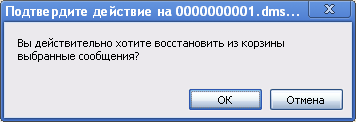 Подтвердите действие на 0000000001.dms...
Вы действительно хотите восстановить из корзины
выбранные сообщения?
OK
Отмена